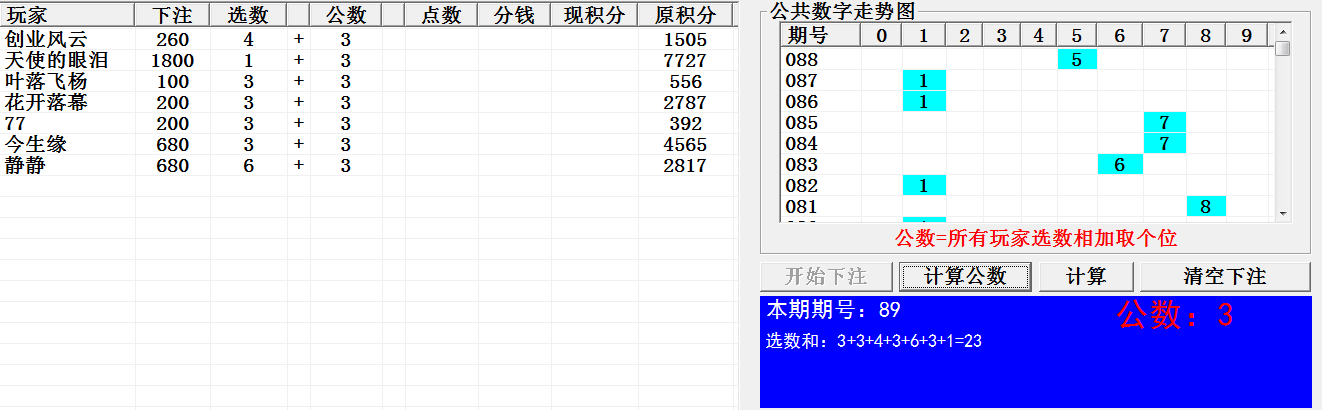 玩家 下注 选数 公数 点数 分钱 现积分 原积分
创业风云 260 4 + 3 1505
天使的眼泪 1800 1 + 3 7727
叶落飞杨 100 3 + 3 556
花开落幕 200 3 + 3 2787
77 200 3 + 3 392
今生缘 680 3 + 3 4565
静静 680 6 + 3 2817
公共数字走势图
期号 0 1 2 3 4 5 6 7 8 9
088 5
087 1
086 1
085 7
084 7
083 6
082 1
081 8
公数=所有玩家选数相加取个位
开始下注 计算公数 计算 清空下注
本期期号：89 公数：3
选数和：3+3+4+3+6+3+1=23